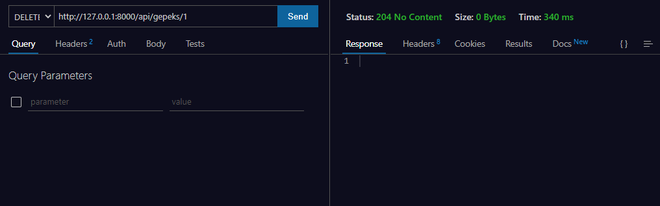 DELETE http://127.0.0.1:8000/api/gepeks/1 Send
Status: 204 No Content Size: 0 Bytes Time: 340 ms
Query Headers 2 Auth Body Tests
Response Headers 8 Cookies Results Docs New { }
Query Parameters
1
parameter value